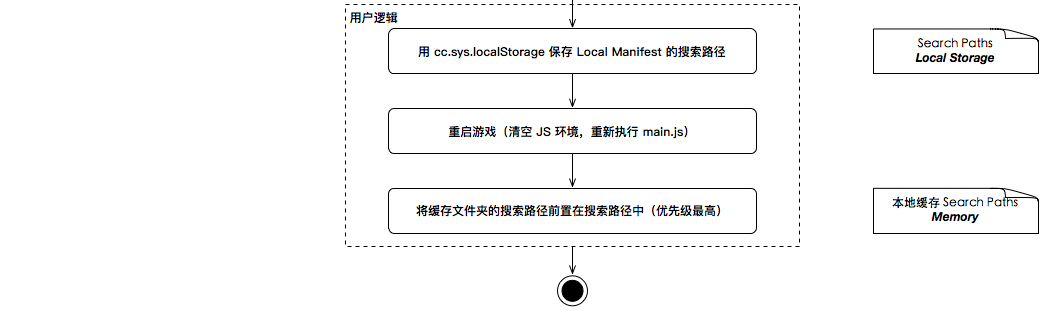 用户逻辑
用 cc.sys.localStorage 保存 Local Manifest 的搜索路径
Search Paths
Local Storage
重启游戏（清空 JS 环境，重新执行 main.js）
将缓存文件夹的搜索路径前置在搜索路径中（优先级最高）
本地缓存 Search Paths
Memory